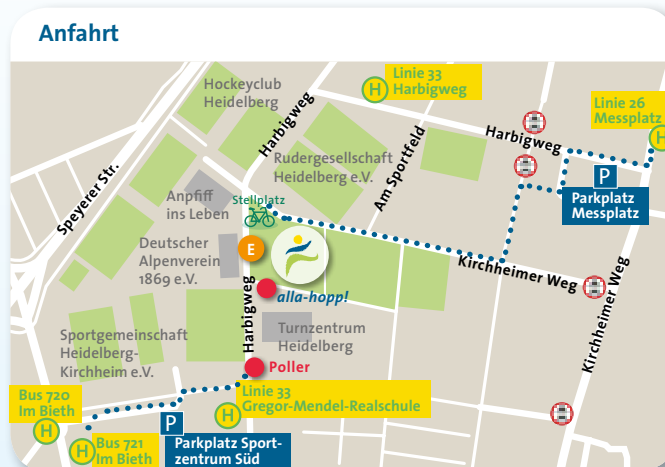 Anfahrt
Hockeyclub
Heidelberg
Harbigweg
H
Linie 33
Harbigweg
Linie 26
Messplatz
H
Harbigweg
Rudergesellschaft
Heidelberg e.V.
Am Sportfeld
Speyerer Str.
Anpfiff
ins Leben
Stellplatz
P
Parkplatz
Messplatz
Deutscher
Alpenverein
1869 e.V.
E
Kirchheimer Weg
alla-hopp!
Kirchheimer Weg
Harbigweg
Turnzentrum
Heidelberg
Sportgemeinschaft
Heidelberg-
Kirchheim e.V.
Poller
Bus 720
Im Bieth
H
Linie 33
Gregor-Mendel-Realschule
H
P
Parkplatz Sport-
zentrum Süd
H
Bus 721
Im Bieth